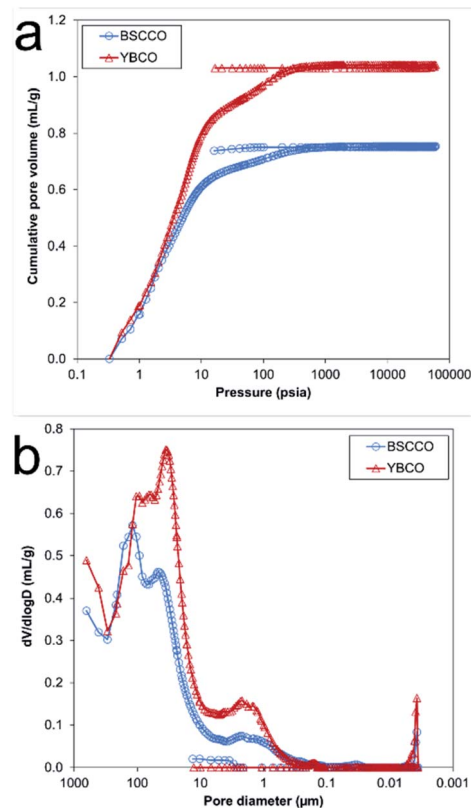 a
BSCCO
YBCO
1.2
1.0
0.8
0.6
0.4
0.2
0.0
Cumulative pore volume (mL/g)
0.1 1 10 100 1000 10000 100000
Pressure (psia)
b
BSCCO
YBCO
0.8
0.7
0.6
0.5
0.4
0.3
0.2
0.1
0.0
dV/dlogD (mL/g)
1000 100 10 1 0.1 0.01 0.001
Pore diameter (µm)